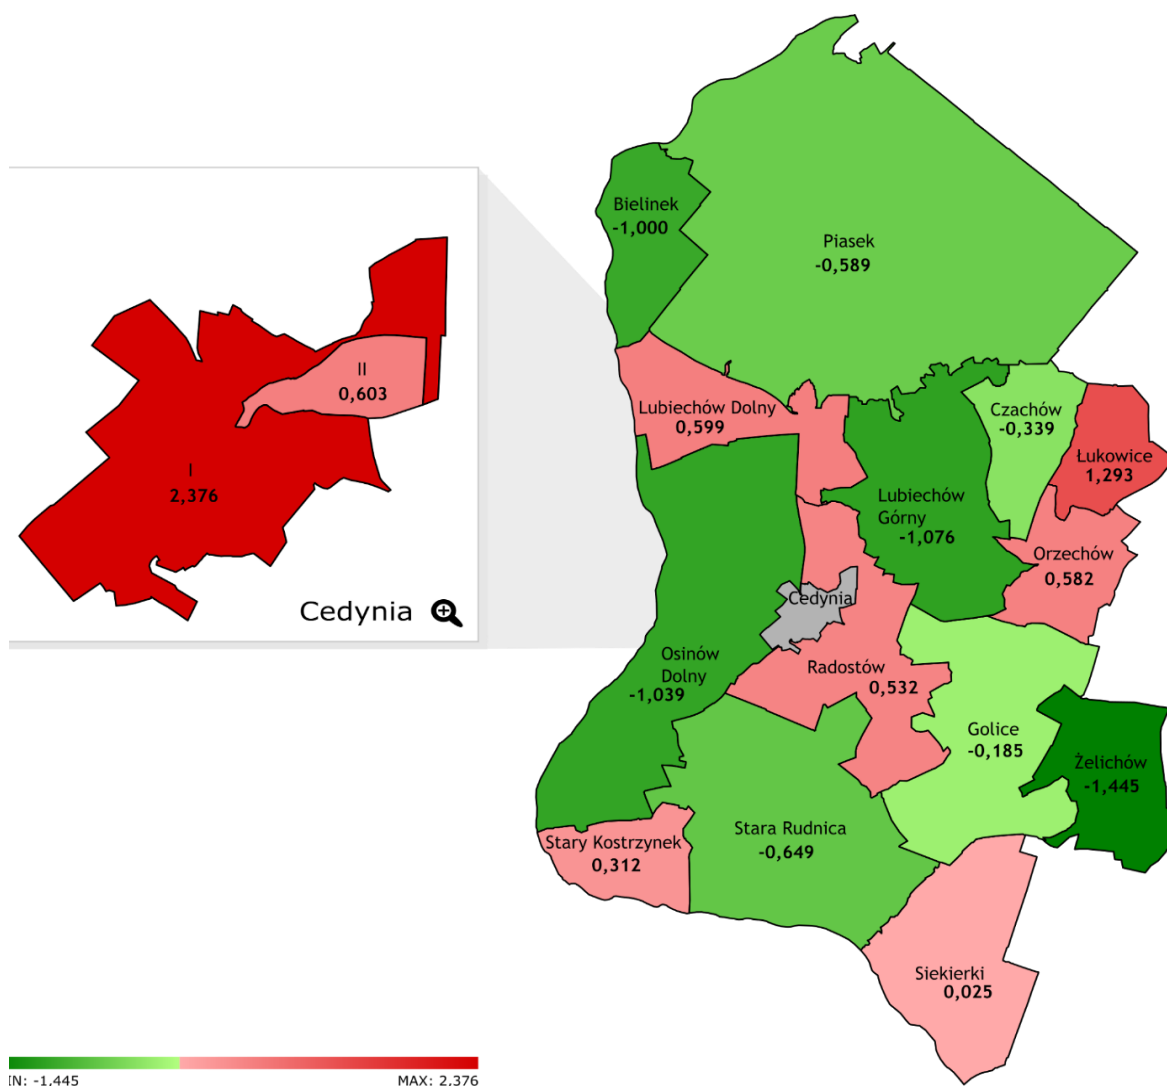 Bielinek
-1,000
Piasek
-0,589
II
0,603
Lubiechów Dolny
0,599
Czachów
-0,339
Łukowice
1,293
I
2,376
Lubiechów
Górny
-1,076
Orzechów
0,582
Cedynia
Cedynia
Osinów
Dolny
-1,039
Radostów
0,532
Golice
-0,185
Żelichów
-1,445
Stara Rudnica
-0,649
Stary Kostrzynek
0,312
Siekierki
0,025
IN: -1.445
MAX: 2.376